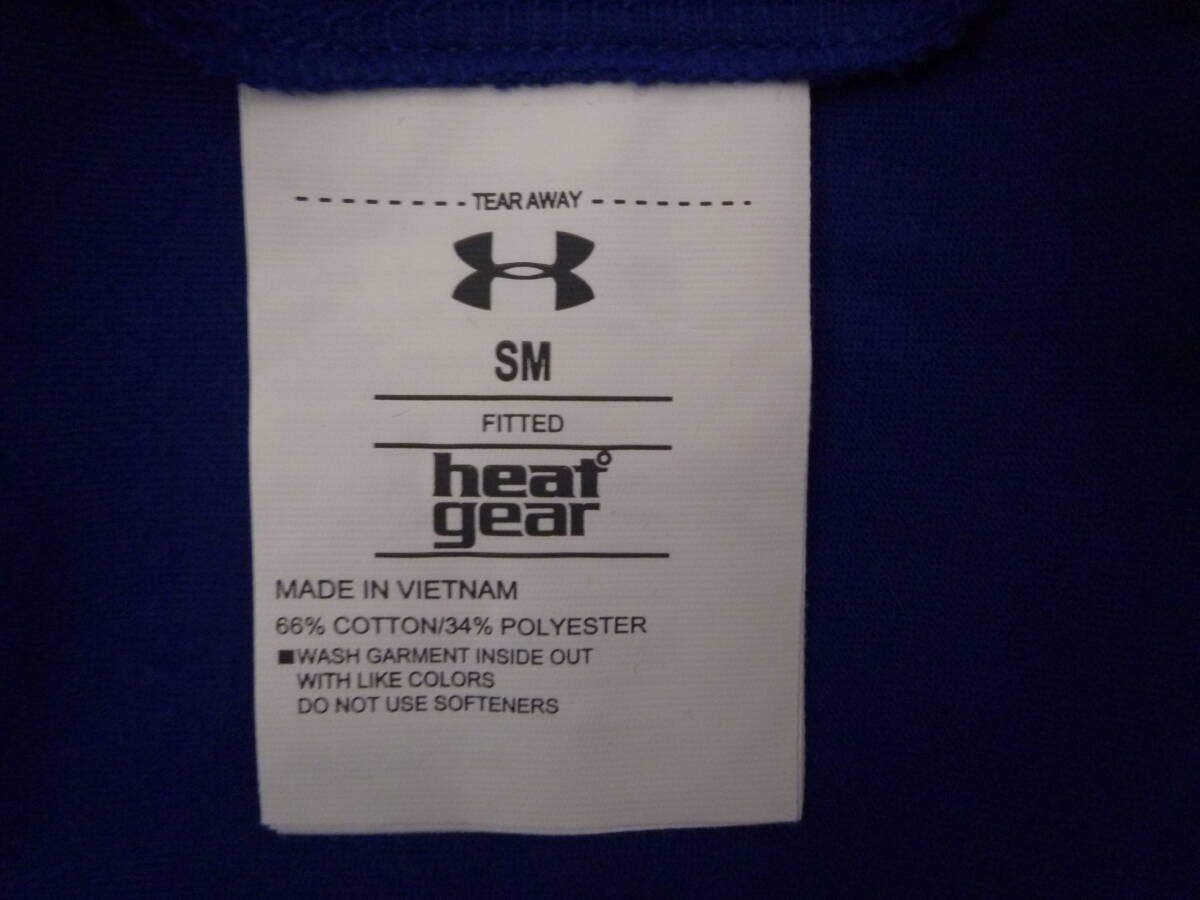 TEAR AWAY
SM
FITTED
heat°
gear
MADE IN VIETNAM
66% COTTON/34% POLYESTER
■WASH GARMENT INSIDE OUT
WITH LIKE COLORS
DO NOT USE SOFTENERS